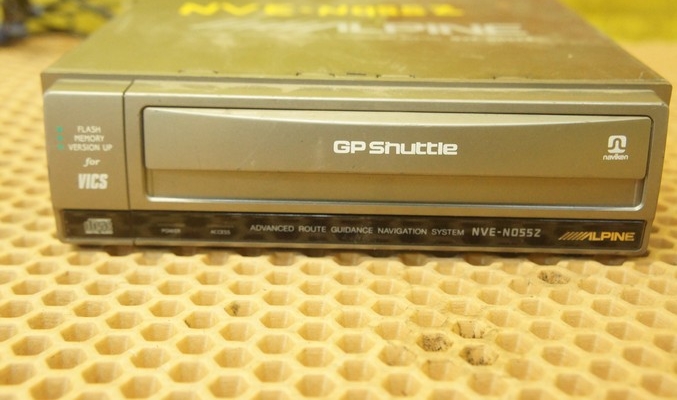 NVE-N055Z
ALPINE
FLASH
MEMORY
VERSION UP
for
VICS
GP Shuttle
naviken
POWER
ACCESS
ADVANCED ROUTE GUIDANCE NAVIGATION SYSTEM NVE-N055Z
ALPINE